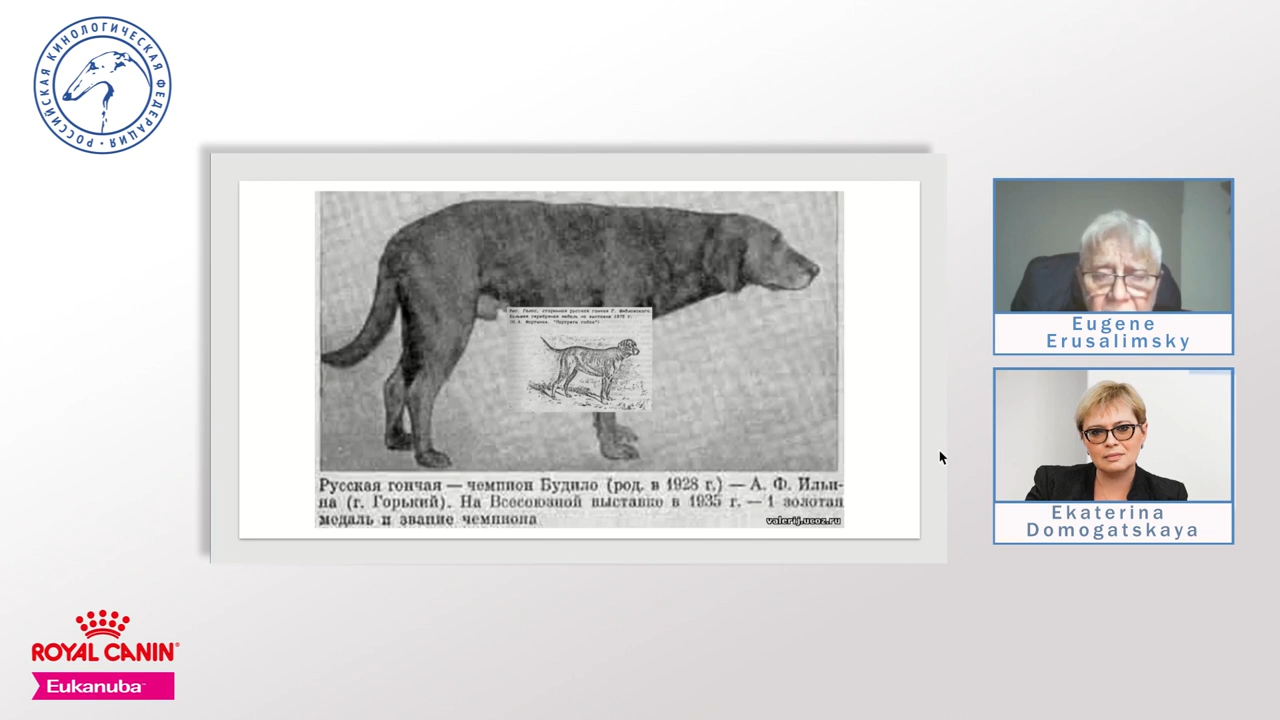 РОССИЙСКАЯ КИНОЛОГИЧЕСКАЯ ФЕДЕРАЦИЯ
Русская гончая — чемпион Будило (род. в 1928 г.) — А. Ф. Ильи-
на (г. Горький). На Всесоюзной выставке в 1935 г. — 1 золотая
медаль и звание чемпиона
valerij.ucoz.ru
Eugene
Erusalimsky
Ekaterina
Domogatskaya
ROYAL CANIN
Eukanuba